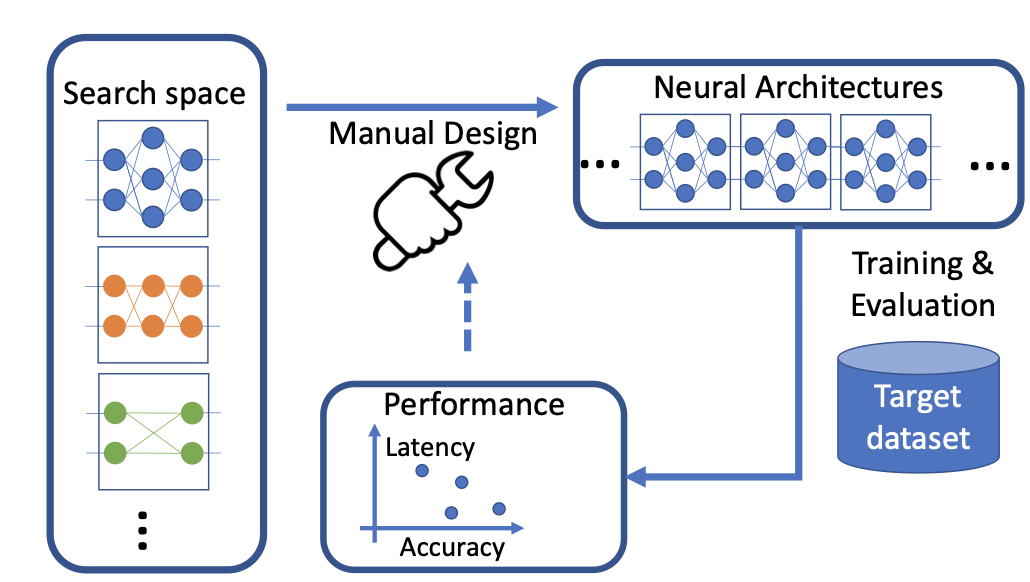 Search space
Manual Design
Neural Architectures
...
...
Training &
Evaluation
Target
dataset
Performance
Latency
Accuracy
...